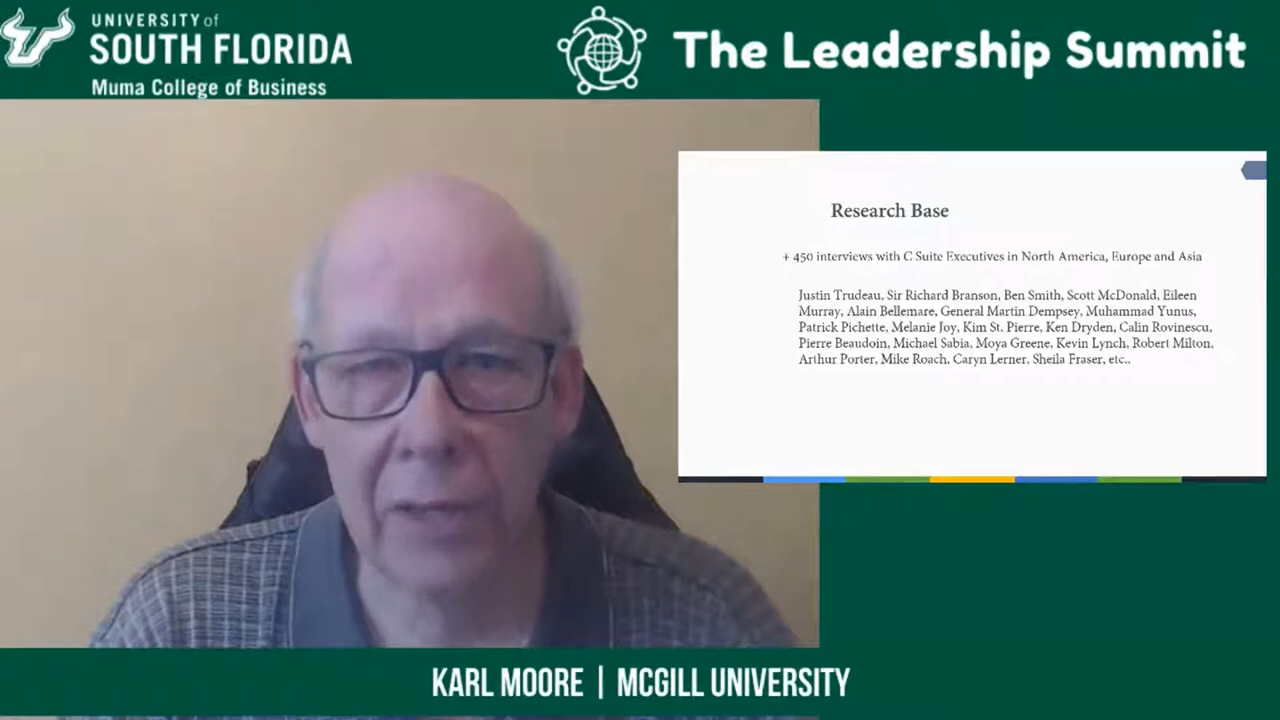 UNIVERSITY of
SOUTH FLORIDA
Muma College of Business
The Leadership Summit
Research Base
+ 450 interviews with C Suite Executives in North America, Europe and Asia
Justin Trudeau, Sir Richard Branson, Ben Smith, Scott McDonald, Eileen
Murray, Alain Bellemare, General Martin Dempsey, Muhammad Yunus,
Patrick Pichette, Melanie Joy, Kim St. Pierre, Ken Dryden, Calin Rovinescu,
Pierre Beaudoin, Michael Sabia, Moya Greene, Kevin Lynch, Robert Milton,
Arthur Porter, Mike Roach, Caryn Lerner, Sheila Fraser, etc..
KARL MOORE | MCGILL UNIVERSITY